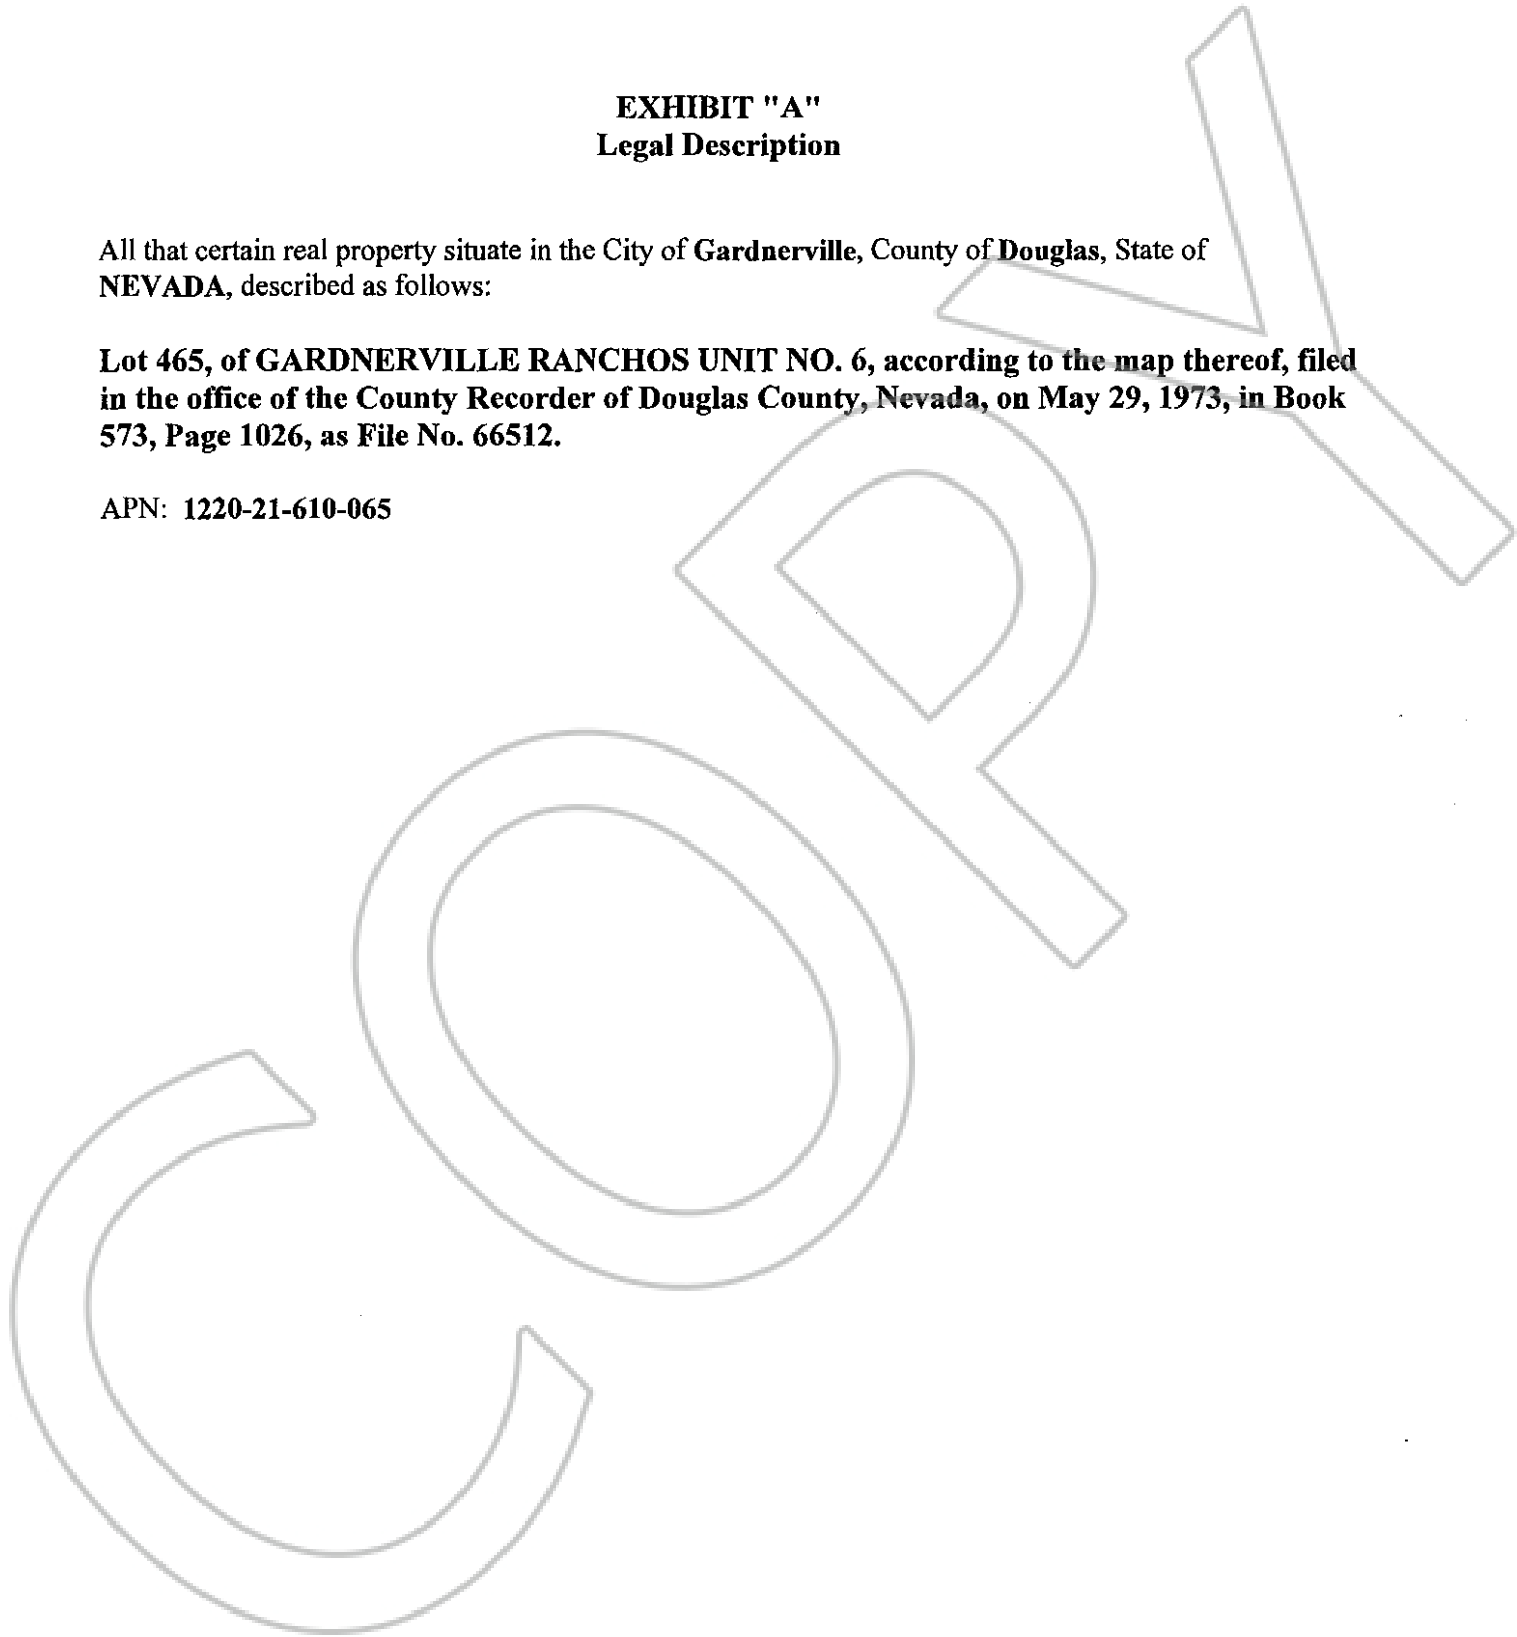 EXHIBIT "A"
Legal Description
All that certain real property situate in the City of Gardnerville, County of Douglas, State of
NEVADA, described as follows:
Lot 465, of GARDNERVILLE RANCHOS UNIT NO. 6, according to the map thereof, filed
in the office of the County Recorder of Douglas County, Nevada, on May 29, 1973, in Book
573, Page 1026, as File No. 66512.
APN: 1220-21-610-065
COPY